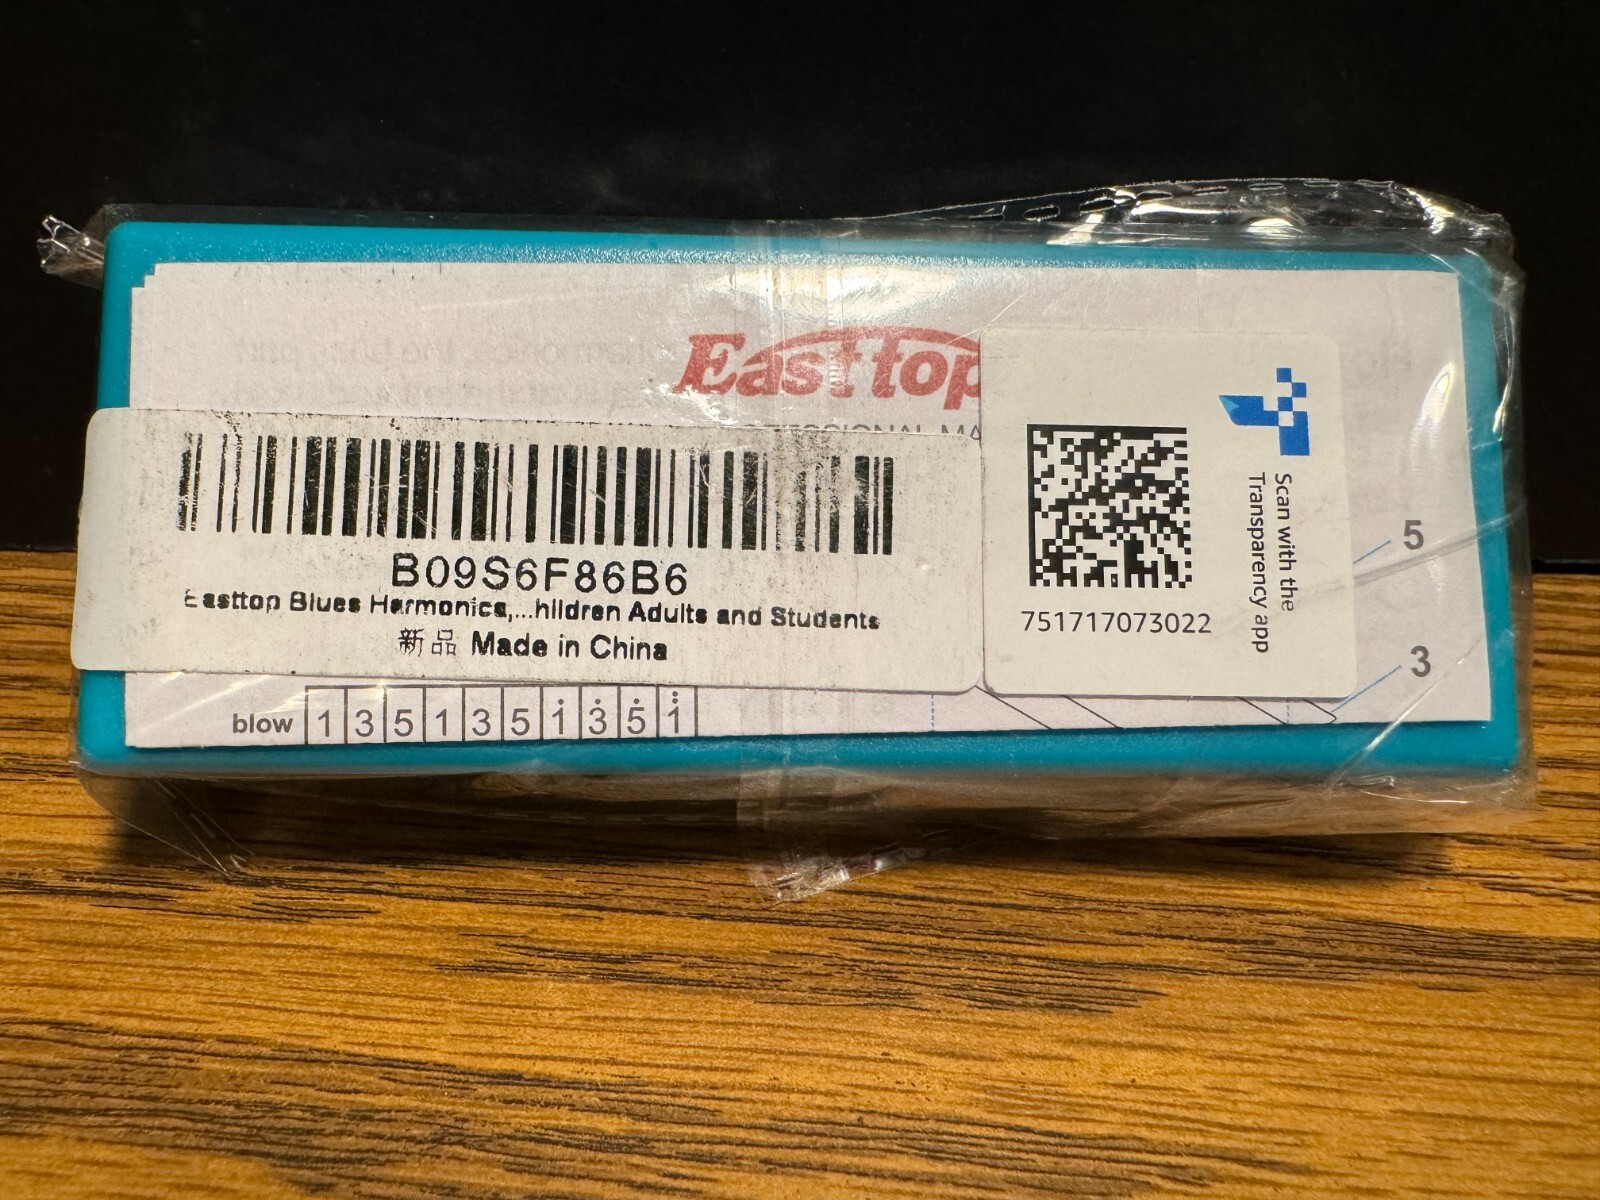 Easttop
B09S6F86B6
Easttop Blues Harmonica,...hildren Adults and Students
新品 Made in China
Scan with the
Transparency app
751717073022
5
3
blow 1 3 5 1 3 5 i̇ 3̇ 5̇ 1̈